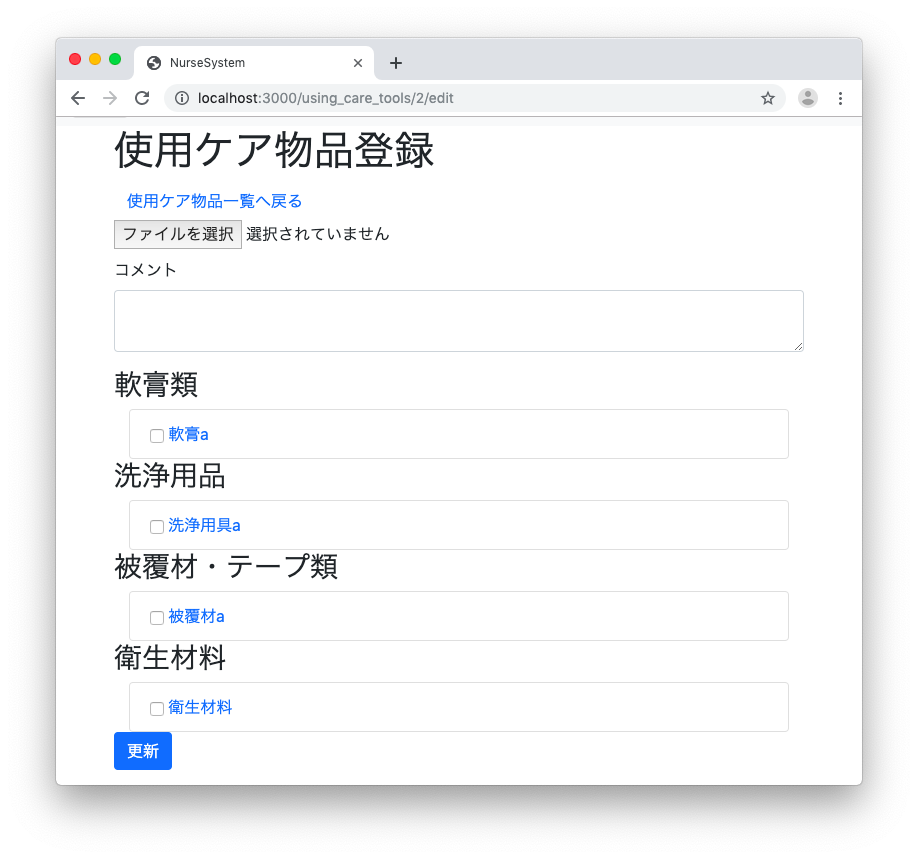 NurseSystem
localhost:3000/using_care_tools/2/edit
使用ケア物品登録
使用ケア物品一覧へ戻る
ファイルを選択 選択されていません
コメント
軟膏類
軟膏a
洗浄用品
洗浄用具a
被覆材・テープ類
被覆材a
衛生材料
衛生材料
更新